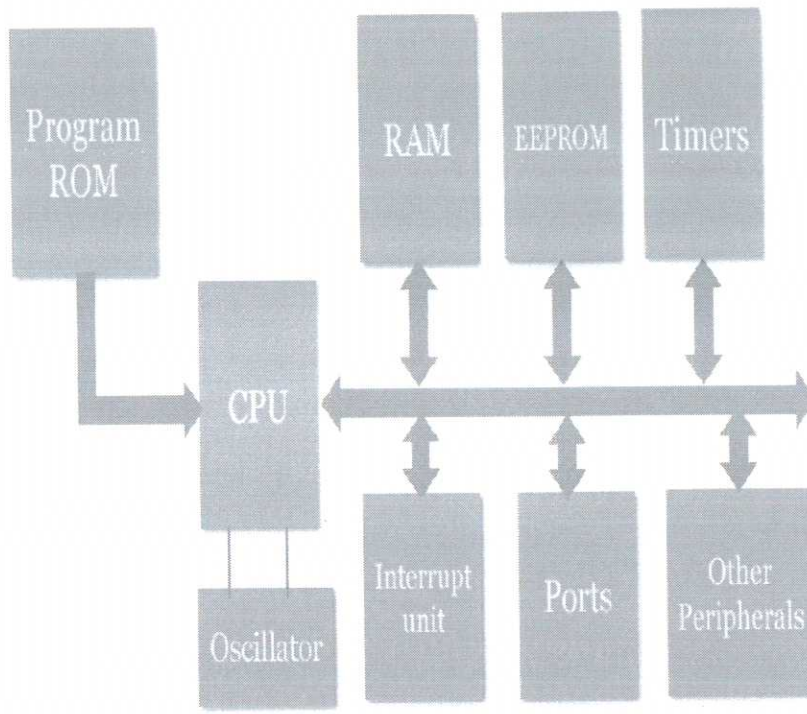 Program
ROM
RAM
EEPROM
Timers
CPU
Interrupt
unit
Ports
Other
Peripherals
Oscillator